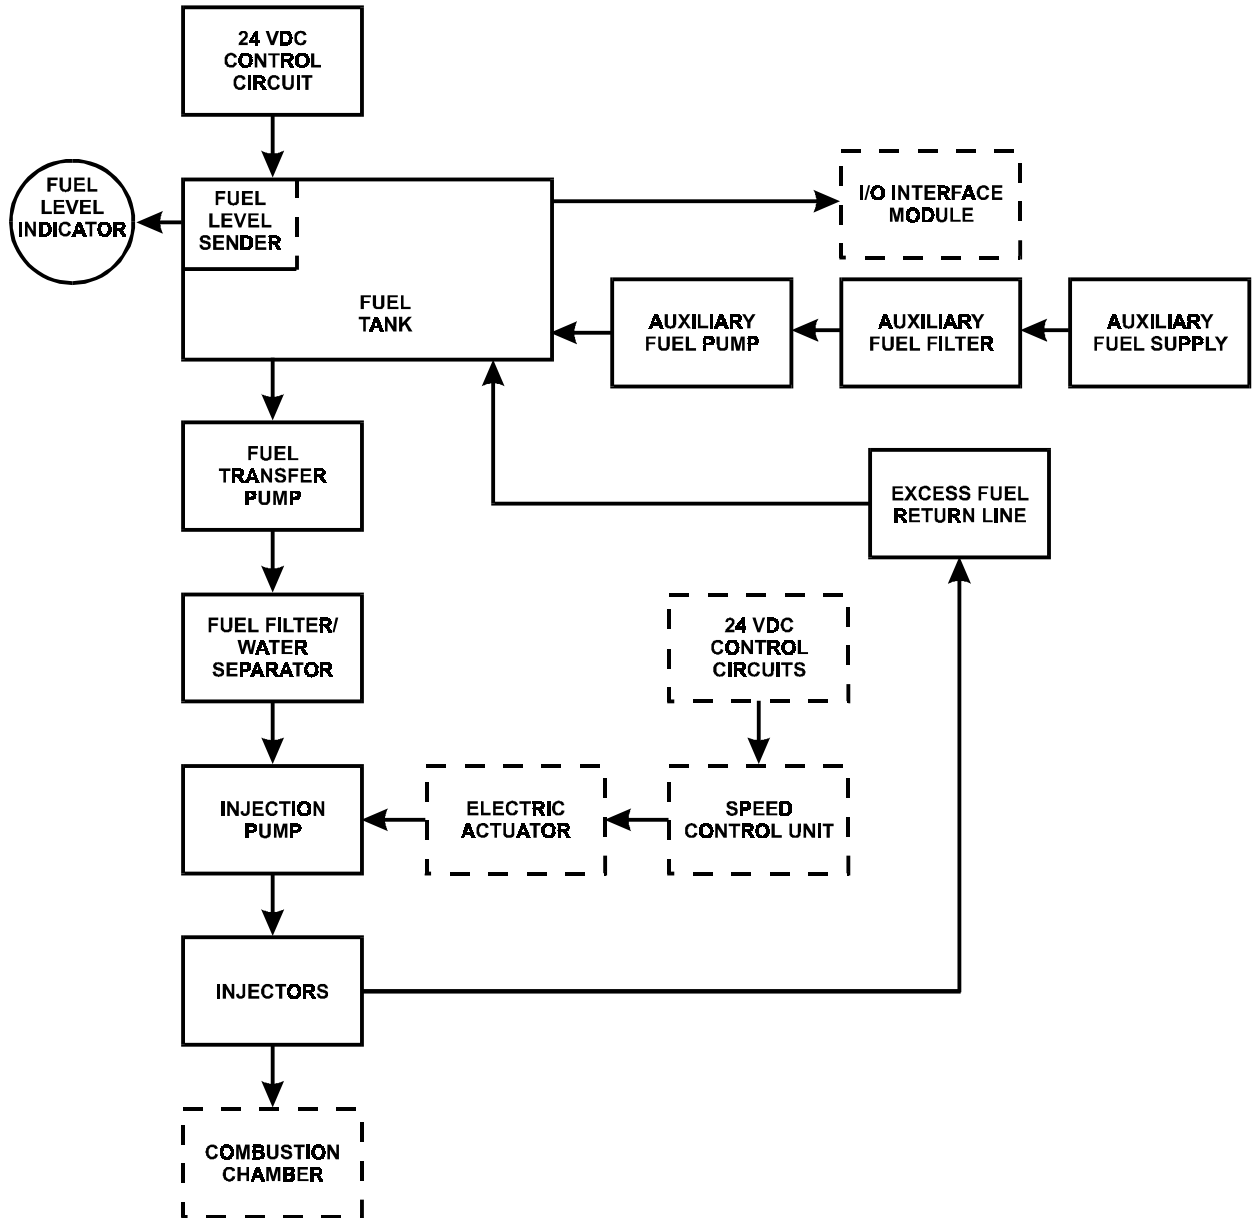 24 VDC
CONTROL
CIRCUIT
FUEL
LEVEL
INDICATOR
FUEL
LEVEL
SENDER
I/O INTERFACE
MODULE
FUEL
TANK
AUXILIARY
FUEL PUMP
AUXILIARY
FUEL FILTER
AUXILIARY
FUEL SUPPLY
FUEL
TRANSFER
PUMP
EXCESS FUEL
RETURN LINE
FUEL FILTER/
WATER
SEPARATOR
24 VDC
CONTROL
CIRCUITS
INJECTION
PUMP
ELECTRIC
ACTUATOR
SPEED
CONTROL UNIT
INJECTORS
COMBUSTION
CHAMBER